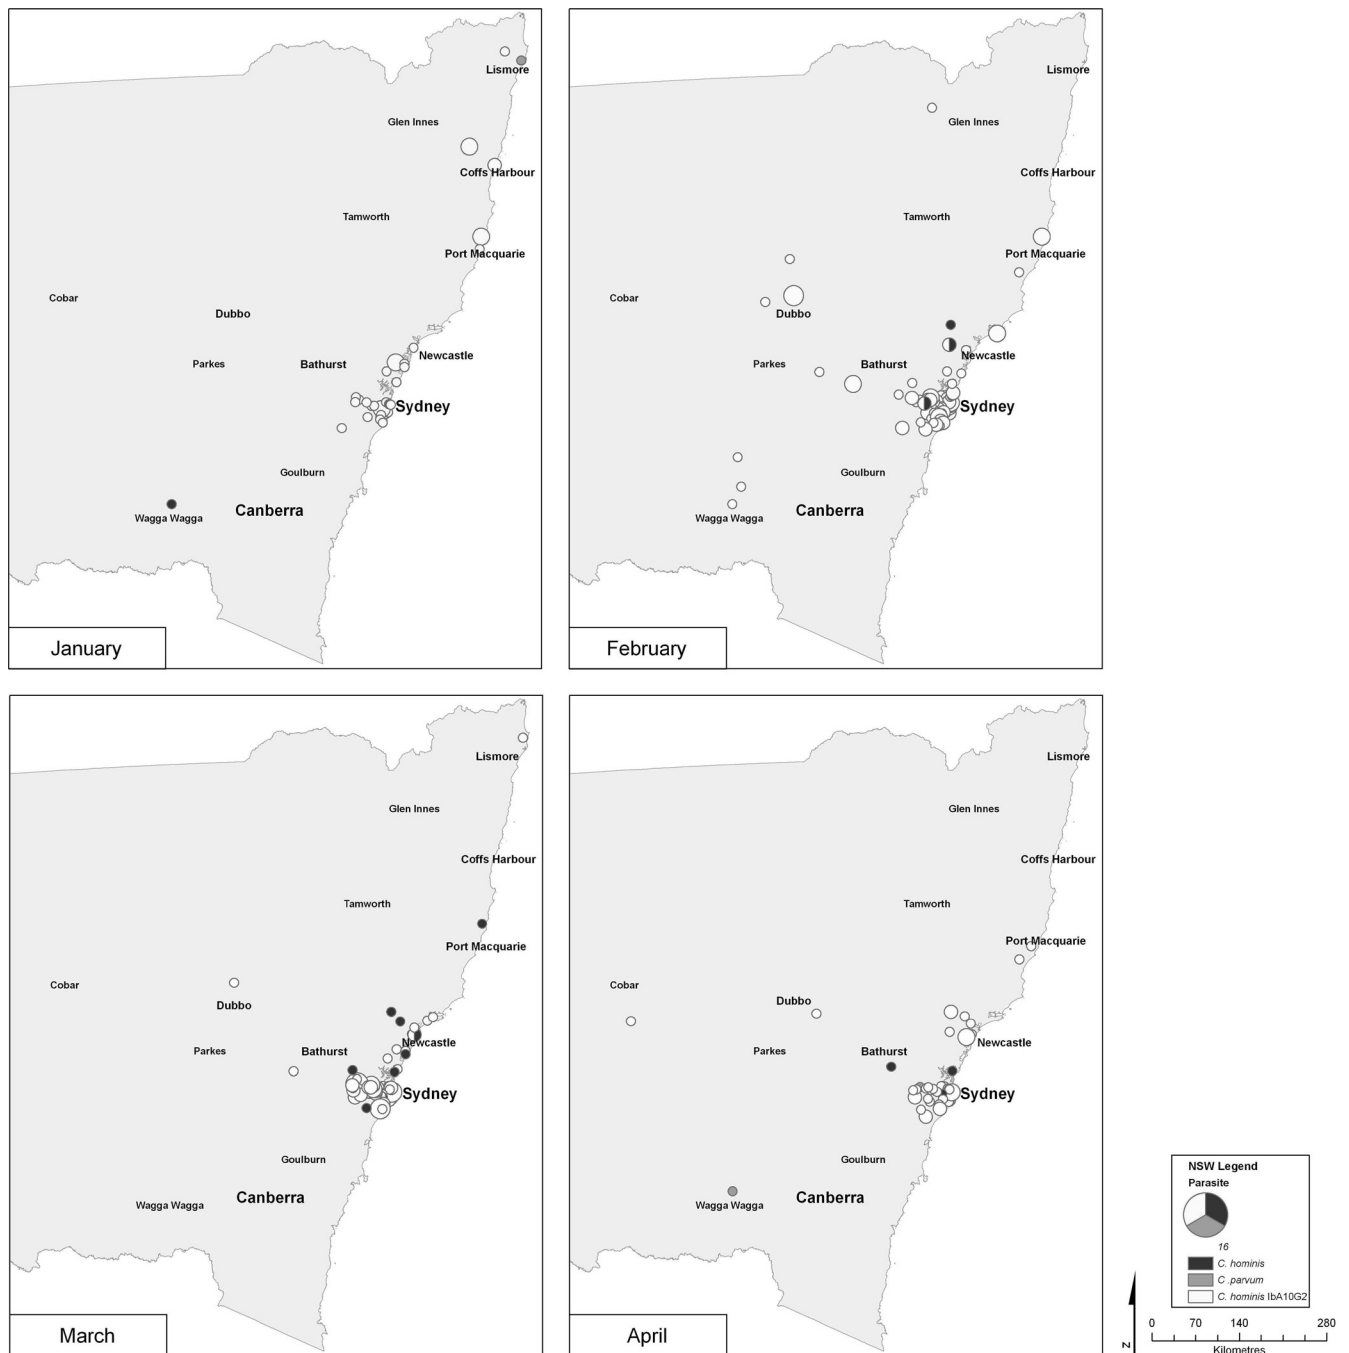 Lismore
Glen Innes
Coffs Harbour
Tamworth
Port Macquarie
Cobar
Dubbo
Newcastle
Parkes
Bathurst
Sydney
Goulburn
Canberra
Wagga Wagga
January
Lismore
Glen Innes
Coffs Harbour
Tamworth
Port Macquarie
Cobar
Dubbo
Newcastle
Parkes
Bathurst
Sydney
Goulburn
Canberra
Wagga Wagga
February
Lismore
Glen Innes
Coffs Harbour
Tamworth
Port Macquarie
Cobar
Dubbo
Newcastle
Parkes
Bathurst
Sydney
Goulburn
Canberra
Wagga Wagga
March
Lismore
Glen Innes
Coffs Harbour
Tamworth
Port Macquarie
Cobar
Dubbo
Newcastle
Parkes
Bathurst
Sydney
Goulburn
Canberra
Wagga Wagga
April
NSW Legend
Parasite
16
C. hominis
C .parvum
C. hominis IbA10G2
0 70 140 280
Kilometres
N